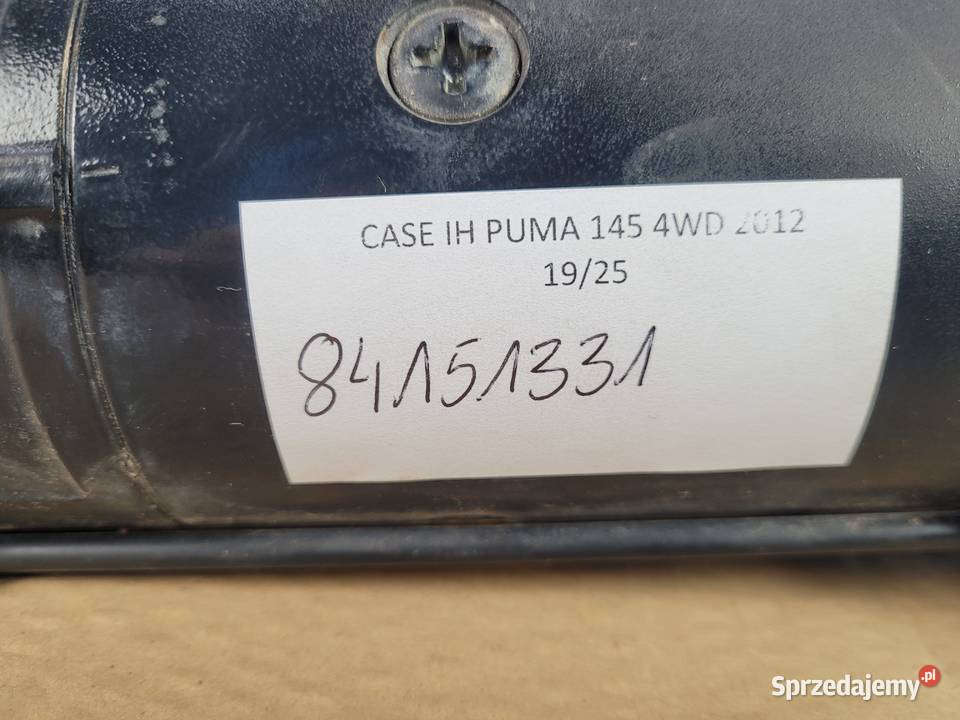 CASE IH PUMA 145 4WD 2012
19/25
84151331
Sprzedajemy.pl